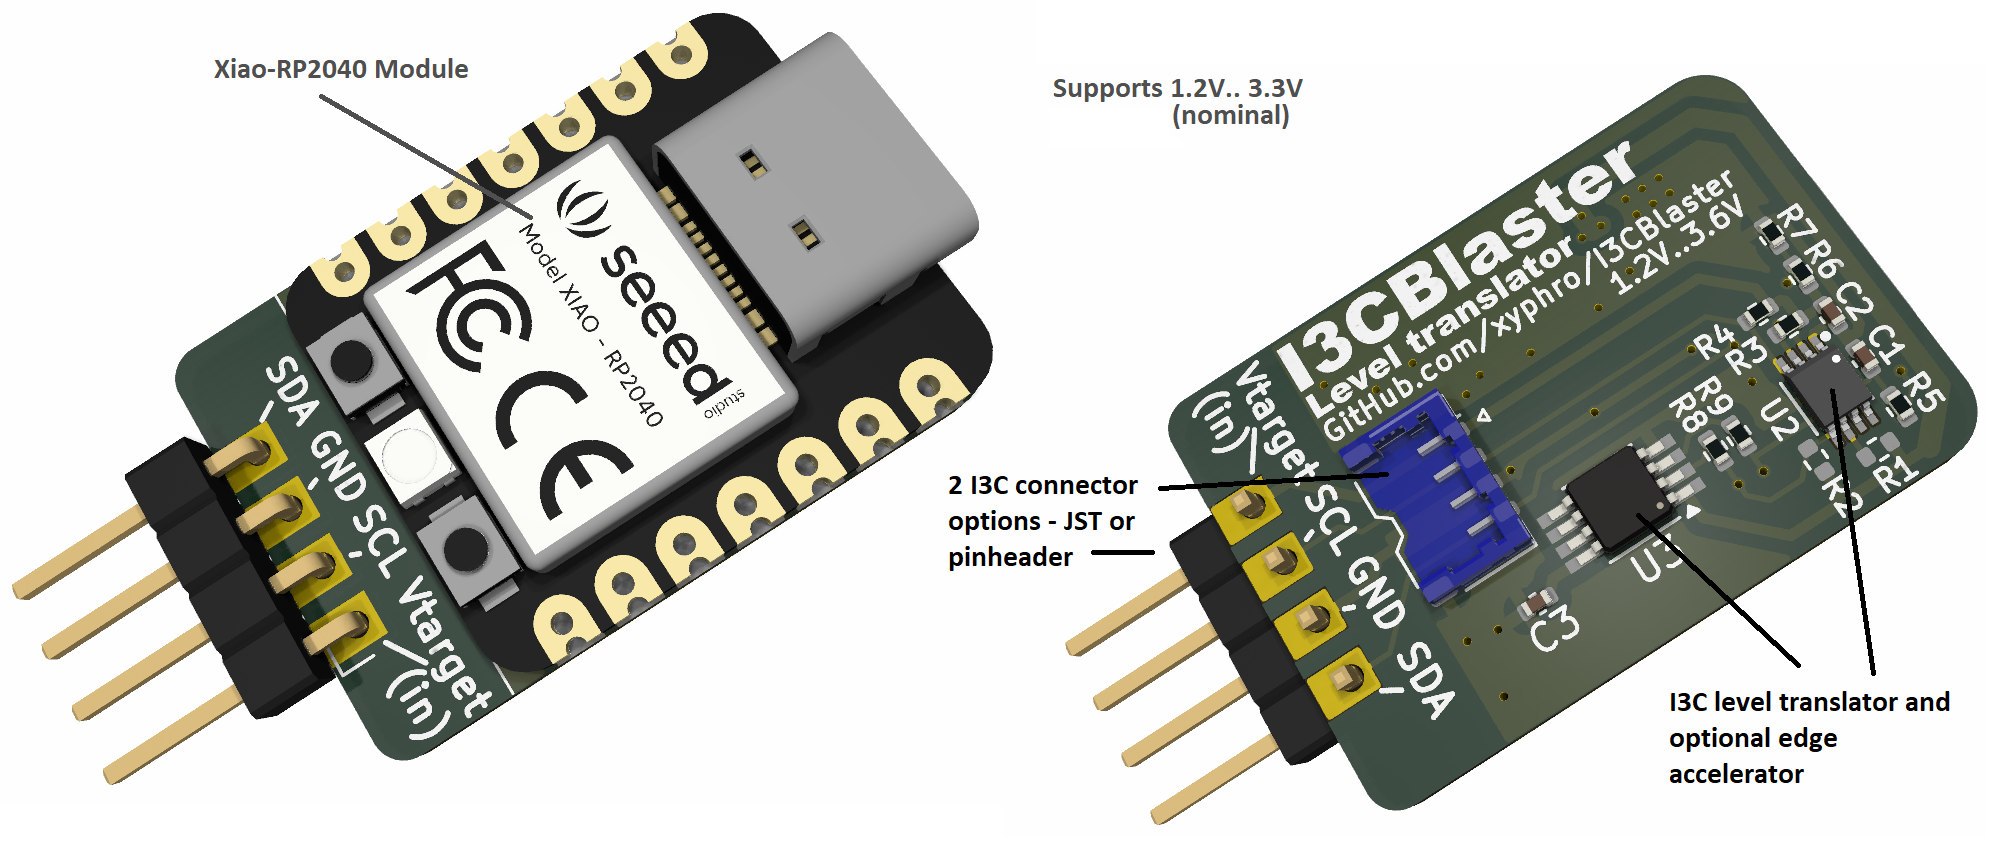 Xiao-RP2040 Module
seeed
studio
Model XIAO - RP2040
FCC
CE
SDA GND SCL Vtarget
(in)
Supports 1.2V.. 3.3V
(nominal)
I3CBlaster
Level translator
GitHub.com/xyphro/I3CBlaster
1.2V..3.6V
Vtarget SCL GND SDA
(in)
R7
R6
C2
C1
R5
R4
R3
R9
R8
U2
R1
R2
U3
C3
2 I3C connector
options - JST or
pinheader
I3C level translator and
optional edge
accelerator